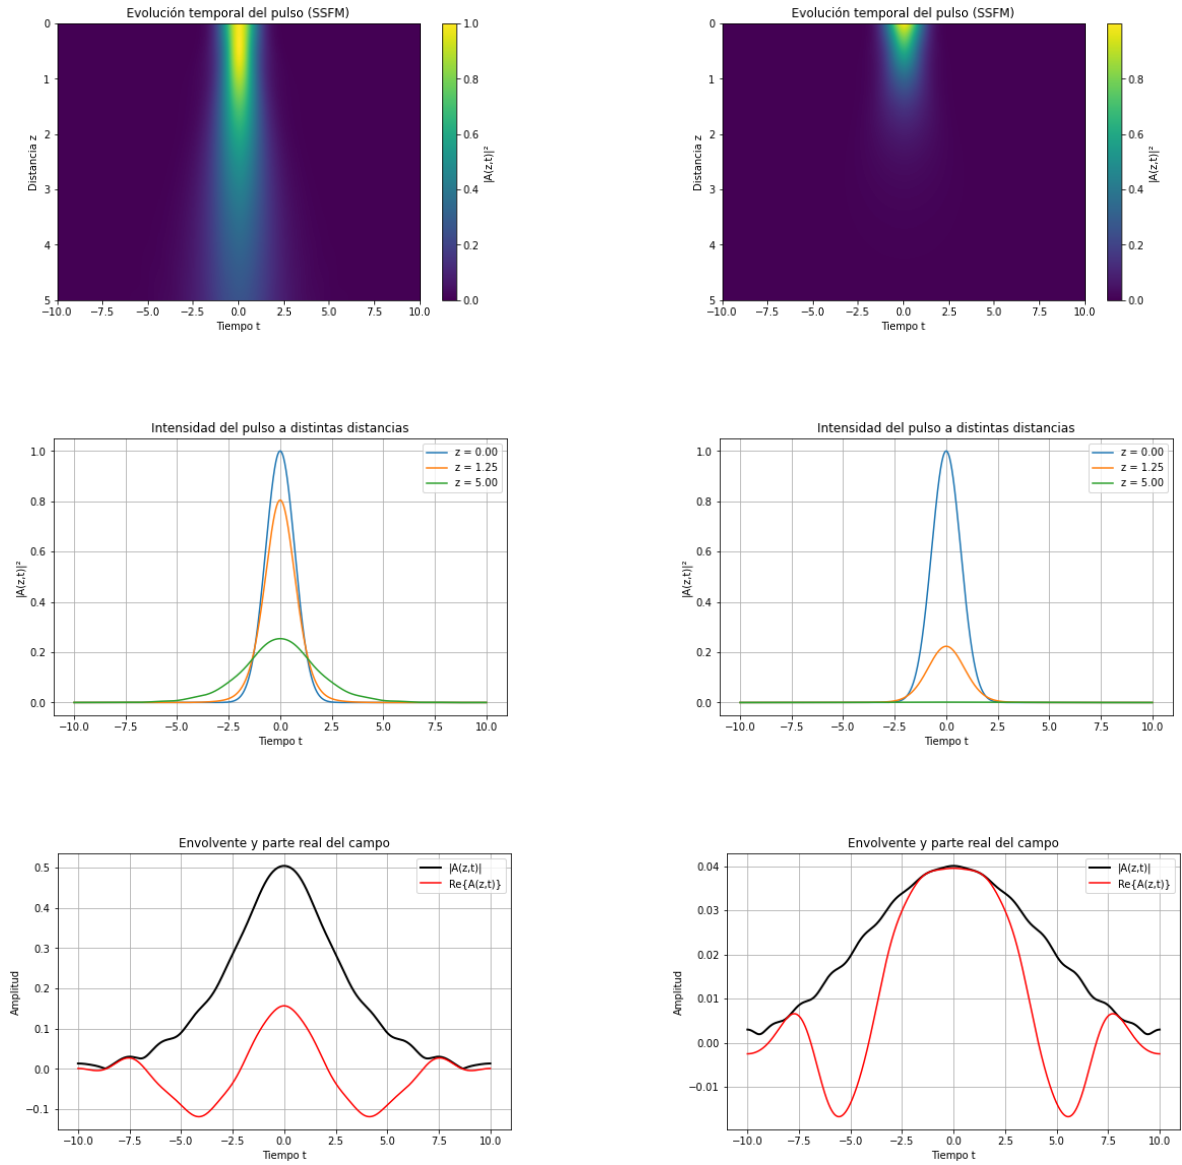 Evolución temporal del pulso (SSFM)
0
1
2
3
4
5
Distancia z
−10.0 −7.5 −5.0 −2.5 0.0 2.5 5.0 7.5 10.0
Tiempo t
1.0
0.8
0.6
0.4
0.2
0.0
|A(z,t)|²
Evolución temporal del pulso (SSFM)
0
1
2
3
4
5
Distancia z
−10.0 −7.5 −5.0 −2.5 0.0 2.5 5.0 7.5 10.0
Tiempo t
0.8
0.6
0.4
0.2
0.0
|A(z,t)|²
Intensidad del pulso a distintas distancias
z = 0.00
z = 1.25
z = 5.00
1.0
0.8
0.6
0.4
0.2
0.0
|A(z,t)|²
−10.0 −7.5 −5.0 −2.5 0.0 2.5 5.0 7.5 10.0
Tiempo t
Intensidad del pulso a distintas distancias
z = 0.00
z = 1.25
z = 5.00
1.0
0.8
0.6
0.4
0.2
0.0
|A(z,t)|²
−10.0 −7.5 −5.0 −2.5 0.0 2.5 5.0 7.5 10.0
Tiempo t
Envolvente y parte real del campo
|A(z,t)|
Re{A(z,t)}
0.5
0.4
0.3
0.2
0.1
0.0
−0.1
Amplitud
−10.0 −7.5 −5.0 −2.5 0.0 2.5 5.0 7.5 10.0
Tiempo t
Envolvente y parte real del campo
|A(z,t)|
Re{A(z,t)}
0.04
0.03
0.02
0.01
0.00
−0.01
Amplitud
−10.0 −7.5 −5.0 −2.5 0.0 2.5 5.0 7.5 10.0
Tiempo t